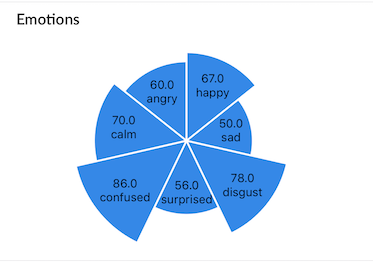 Emotions
67.0
happy
50.0
sad
78.0
disgust
56.0
surprised
86.0
confused
70.0
calm
60.0
angry